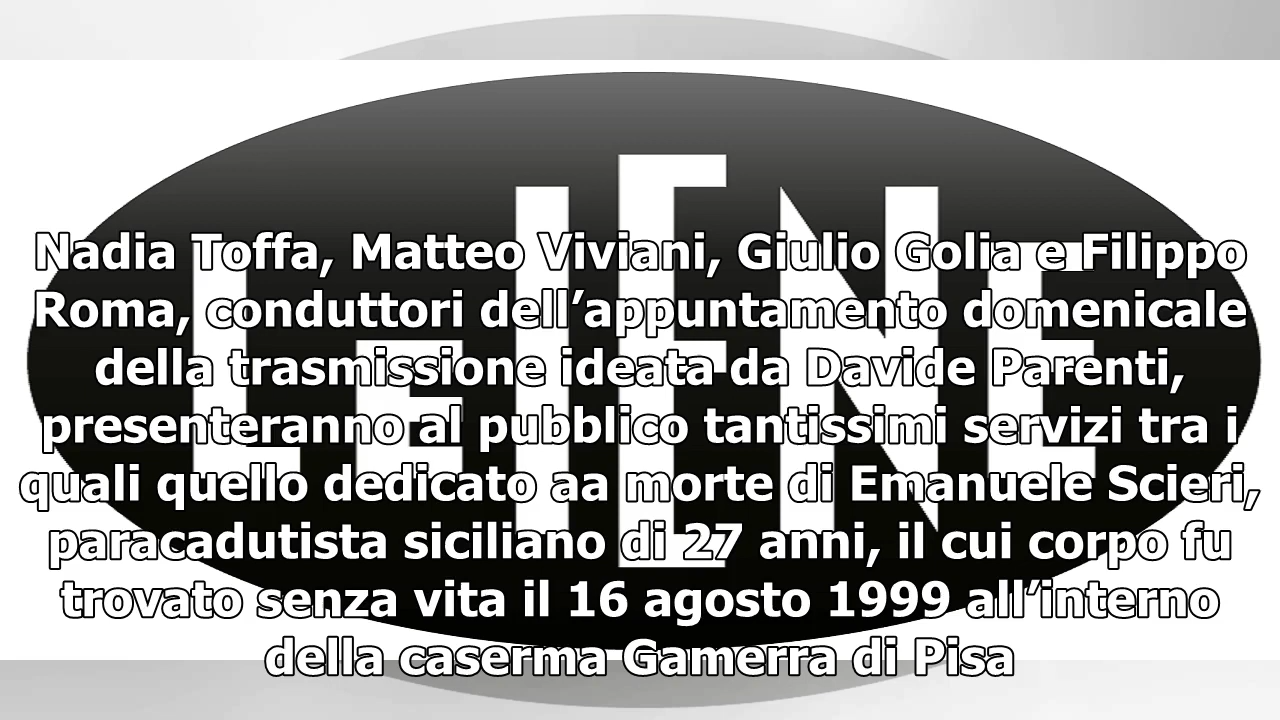 Le IENE
Nadia Toffa, Matteo Viviani, Giulio Golia e Filippo
Roma, conduttori dell’appuntamento domenicale
della trasmissione ideata da Davide Parenti,
presenteranno al pubblico tantissimi servizi tra i
quali quello dedicato aa morte di Emanuele Scieri,
paracadutista siciliano di 27 anni, il cui corpo fu
trovato senza vita il 16 agosto 1999 all’interno
della caserma Gamerra di Pisa